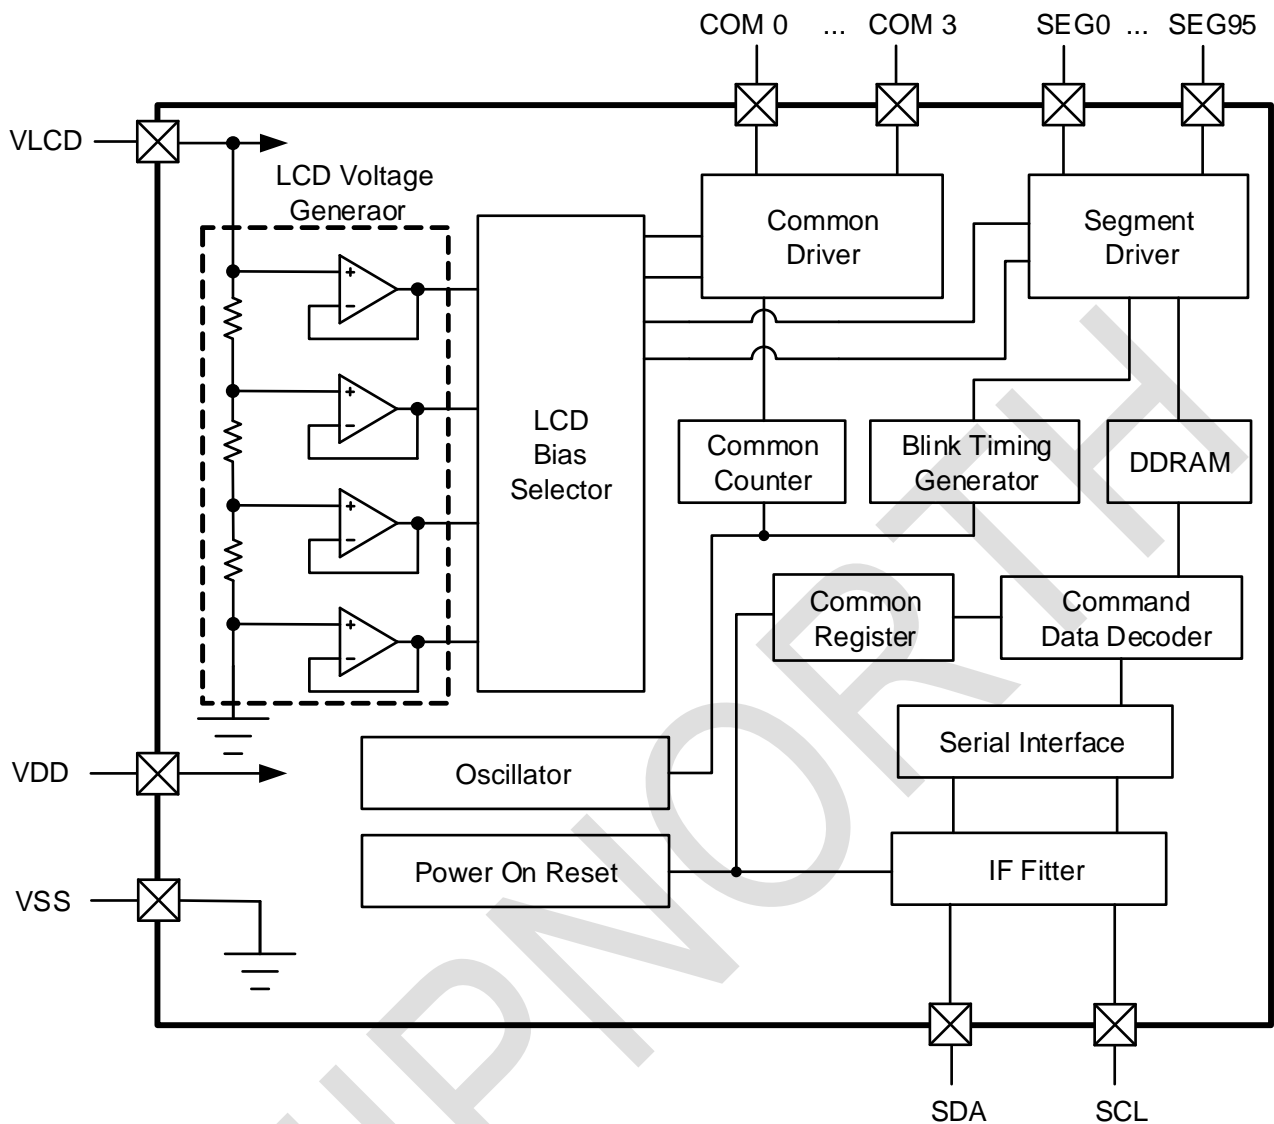 COM 0 ... COM 3 SEG0 ... SEG95
VLCD
LCD Voltage
Generaor
Common
Driver
Segment
Driver
+
−
+
−
+
−
+
−
LCD
Bias
Selector
Common
Counter
Blink Timing
Generator
DDRAM
Common
Register
Command
Data Decoder
Serial Interface
VDD
Oscillator
Power On Reset
IF Fitter
VSS
SDA SCL
IPNORTH